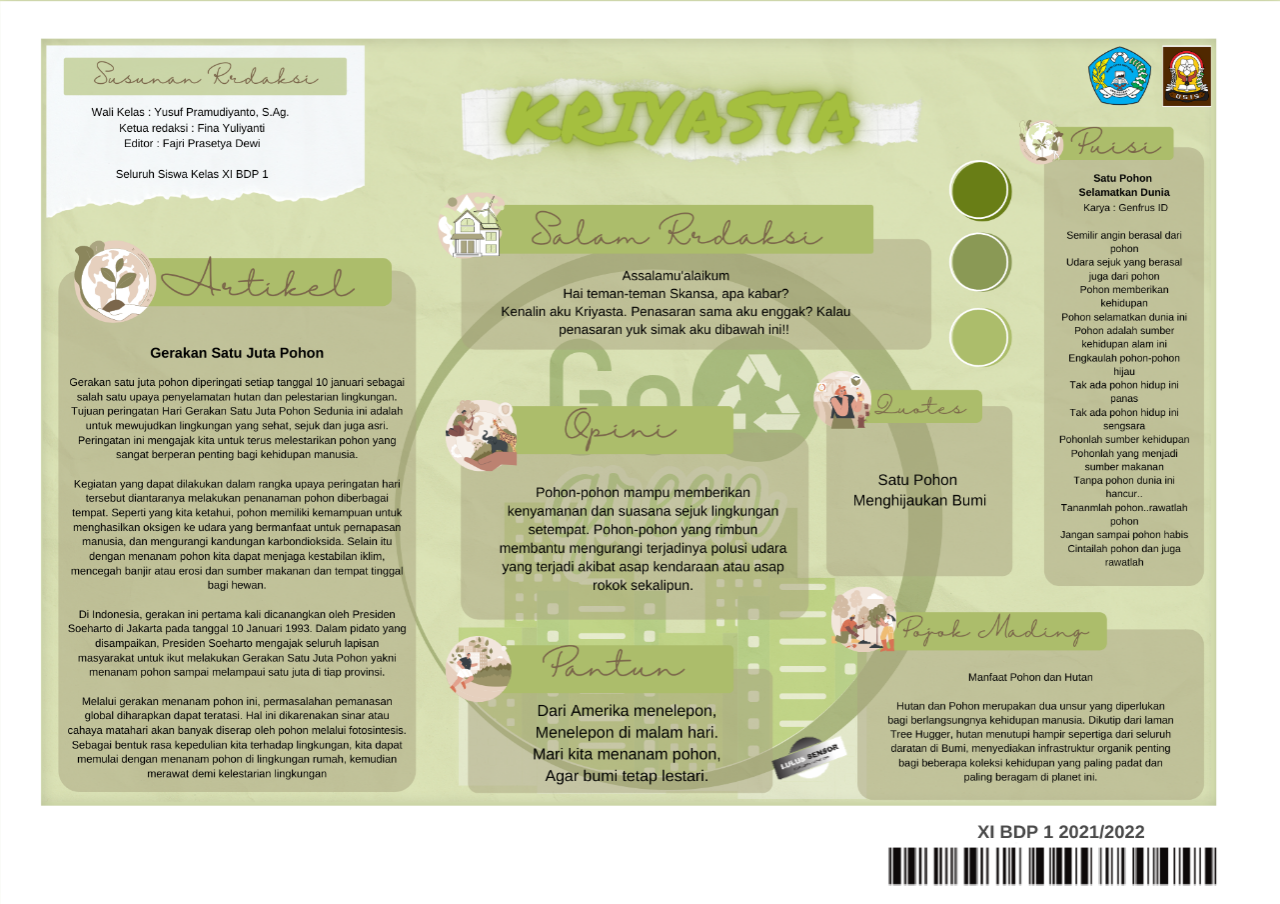 Susunan Rrdaksi
Wali Kelas : Yusuf Pramudiyanto, S.Ag.
Ketua redaksi : Fina Yuliyanti
Editor : Fajri Prasetya Dewi
Seluruh Siswa Kelas XI BDP 1
KRIYASTA
OSIS
Artikel
Gerakan Satu Juta Pohon
Gerakan satu juta pohon diperingati setiap tanggal 10 januari sebagai
salah satu upaya penyelamatan hutan dan pelestarian lingkungan.
Tujuan peringatan Hari Gerakan Satu Juta Pohon Sedunia ini adalah
untuk mewujudkan lingkungan yang sehat, sejuk dan juga asri.
Peringatan ini mengajak kita untuk terus melestarikan pohon yang
sangat berperan penting bagi kehidupan manusia.
Kegiatan yang dapat dilakukan dalam rangka upaya peringatan hari
tersebut diantaranya melakukan penanaman pohon diberbagai
tempat. Seperti yang kita ketahui, pohon memiliki kemampuan untuk
menghasilkan oksigen ke udara yang bermanfaat untuk pernapasan
manusia, dan mengurangi kandungan karbondioksida. Selain itu
dengan menanam pohon kita dapat menjaga kestabilan iklim,
mencegah banjir atau erosi dan sumber makanan dan tempat tinggal
bagi hewan.
Di Indonesia, gerakan ini pertama kali dicanangkan oleh Presiden
Soeharto di Jakarta pada tanggal 10 Januari 1993. Dalam pidato yang
disampaikan, Presiden Soeharto mengajak seluruh lapisan
masyarakat untuk ikut melakukan Gerakan Satu Juta Pohon yakni
menanam pohon sampai melampaui satu juta di tiap provinsi.
Melalui gerakan menanam pohon ini, permasalahan pemanasan
global diharapkan dapat teratasi. Hal ini dikarenakan sinar atau
cahaya matahari akan banyak diserap oleh pohon melalui fotosintesis.
Sebagai bentuk rasa kepedulian kita terhadap lingkungan, kita dapat
memulai dengan menanam pohon di lingkungan rumah, kemudian
merawat demi kelestarian lingkungan
Salam Rrdaksi
Assalamu'alaikum
Hai teman-teman Skansa, apa kabar?
Kenalin aku Kriyasta. Penasaran sama aku enggak? Kalau
penasaran yuk simak aku dibawah ini!!
Go
green
Opini
Pohon-pohon mampu memberikan
kenyamanan dan suasana sejuk lingkungan
setempat. Pohon-pohon yang rimbun
membantu mengurangi terjadinya polusi udara
yang terjadi akibat asap kendaraan atau asap
rokok sekalipun.
Pantun
Dari Amerika menelepon,
Menelepon di malam hari.
Mari kita menanam pohon,
Agar bumi tetap lestari.
LULUS SENSOR
Quotes
Satu Pohon
Menghijaukan Bumi
Puisi
Satu Pohon
Selamatkan Dunia
Karya : Genfrus ID
Semilir angin berasal dari
pohon
Udara sejuk yang berasal
juga dari pohon
Pohon memberikan
kehidupan
Pohon selamatkan dunia ini
Pohon adalah sumber
kehidupan alam ini
Engkaulah pohon-pohon
hijau
Tak ada pohon hidup ini
panas
Tak ada pohon hidup ini
sengsara
Pohonlah sumber kehidupan
Pohonlah yang menjadi
sumber makanan
Tanpa pohon dunia ini
hancur..
Tananmlah pohon..rawatlah
pohon
Jangan sampai pohon habis
Cintailah pohon dan juga
rawatlah
Pojok Mading
Manfaat Pohon dan Hutan
Hutan dan Pohon merupakan dua unsur yang diperlukan
bagi berlangsungnya kehidupan manusia. Dikutip dari laman
Tree Hugger, hutan menutupi hampir sepertiga dari seluruh
daratan di Bumi, menyediakan infrastruktur organik penting
bagi beberapa koleksi kehidupan yang paling padat dan
paling beragam di planet ini.
XI BDP 1 2021/2022